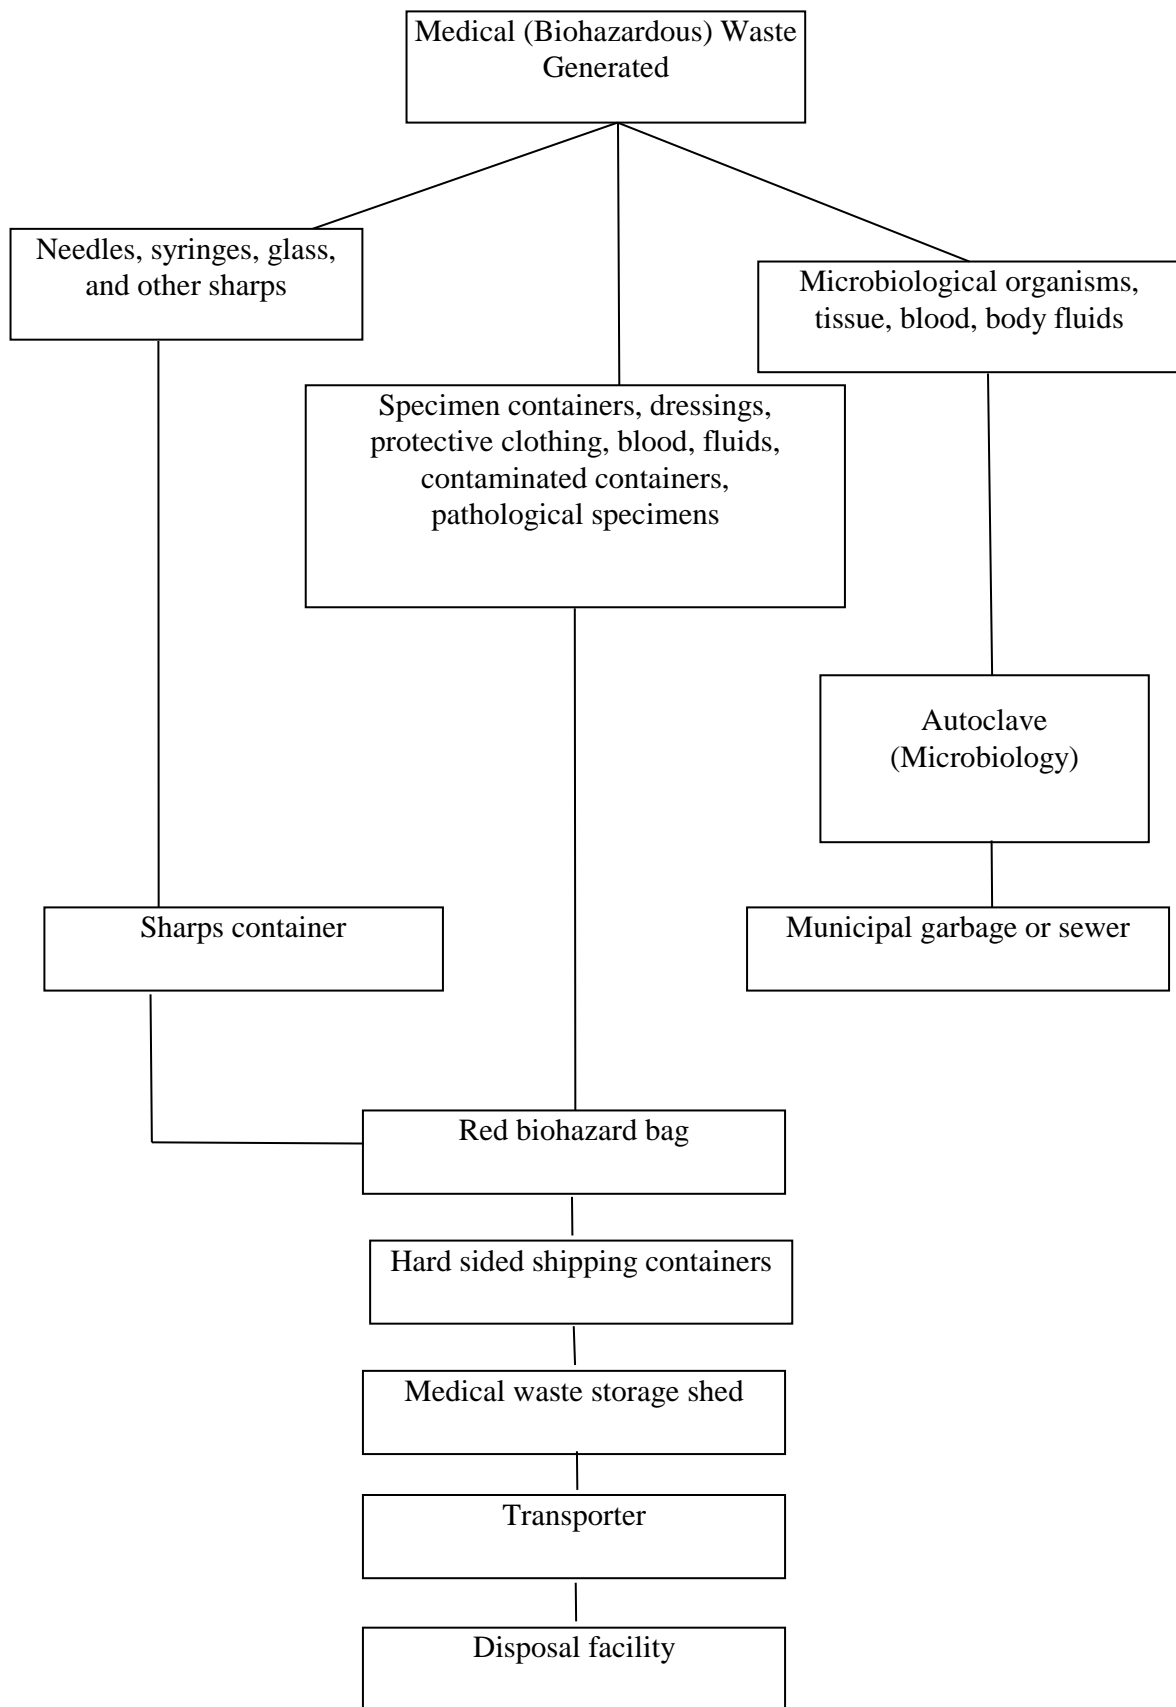 Medical (Biohazardous) Waste
Generated
Needles, syringes, glass,
and other sharps
Microbiological organisms,
tissue, blood, body fluids
Specimen containers, dressings,
protective clothing, blood, fluids,
contaminated containers,
pathological specimens
Autoclave
(Microbiology)
Sharps container
Municipal garbage or sewer
Red biohazard bag
Hard sided shipping containers
Medical waste storage shed
Transporter
Disposal facility